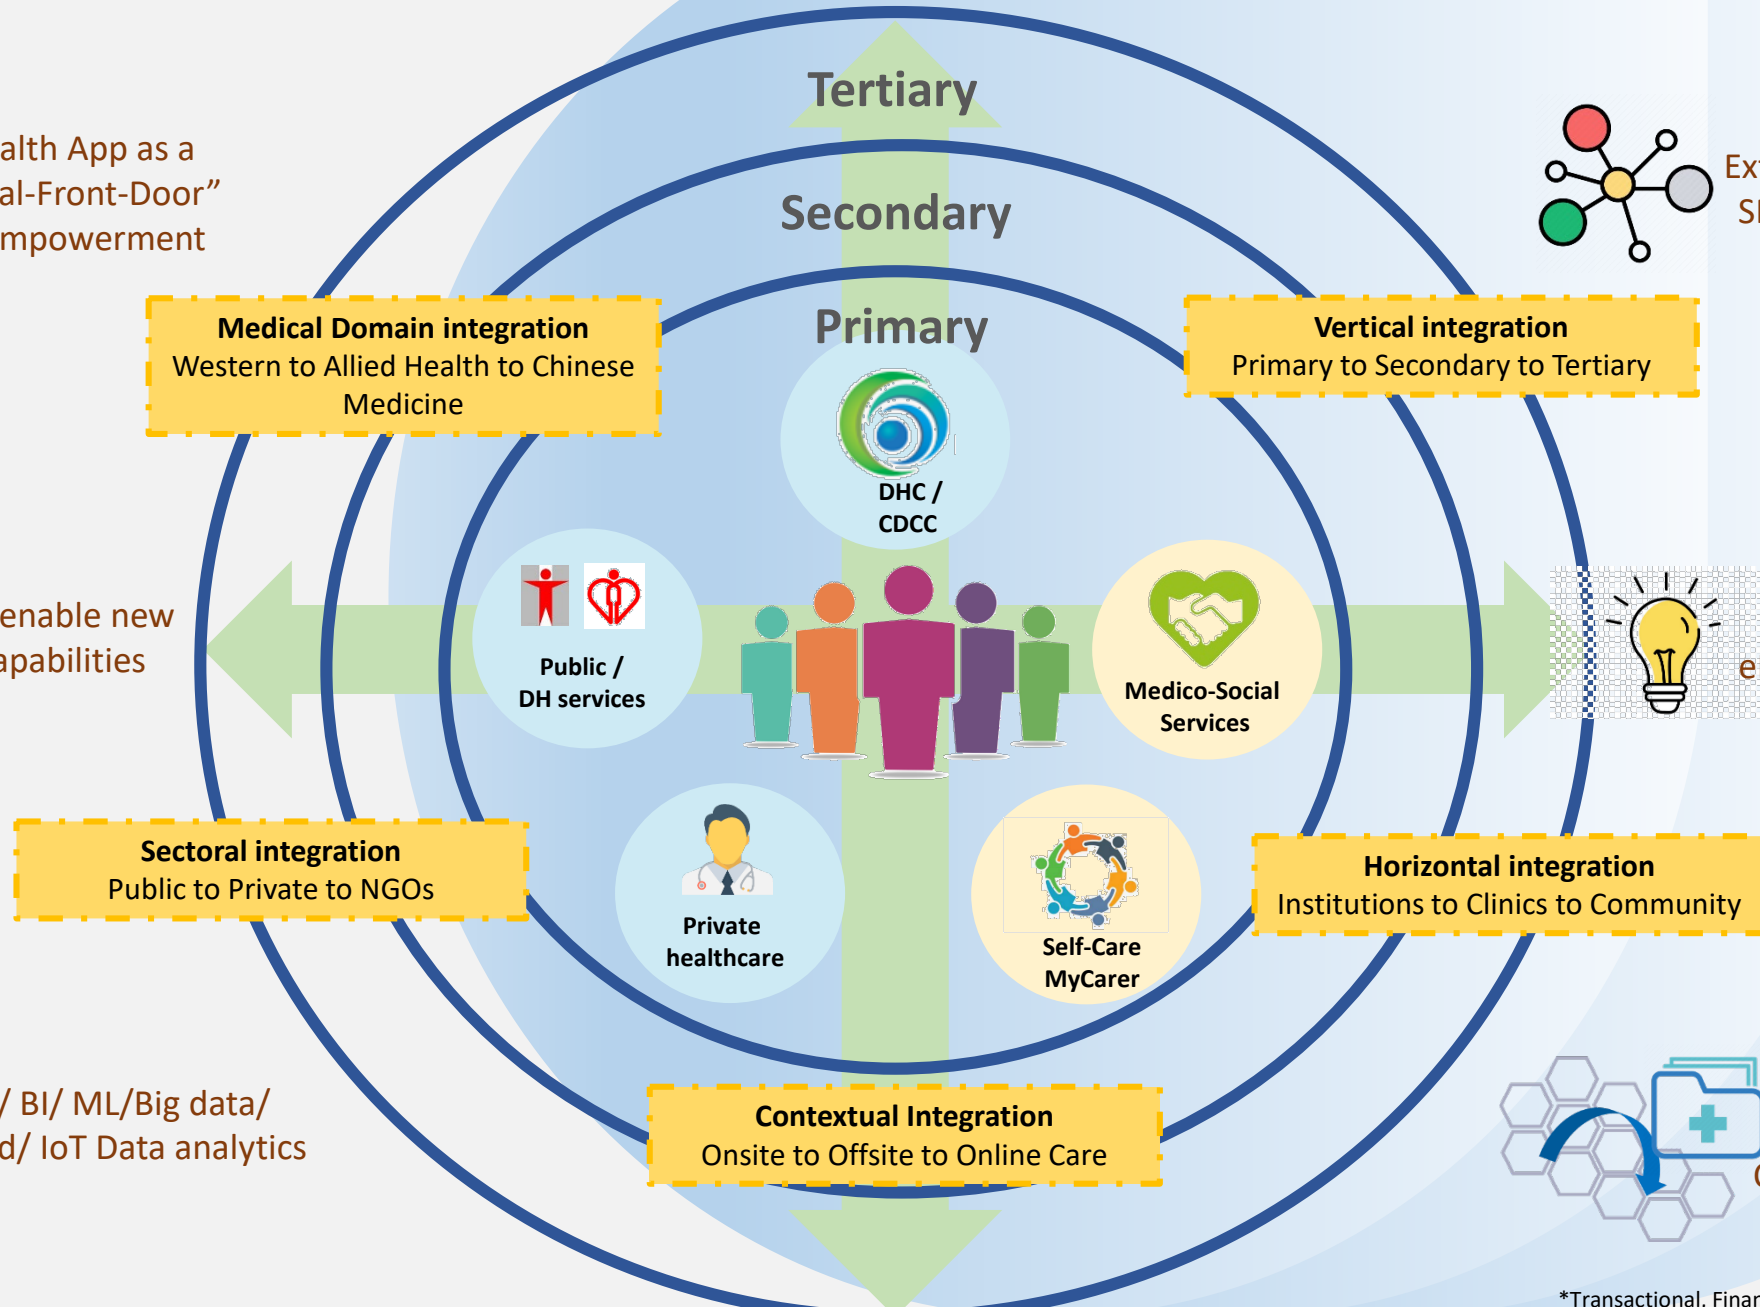 Tertiary
Secondary
Primary
alth App as a
al-Front-Door”
mpowerment
Ext
Medical Domain integration
Western to Allied Health to Chinese
Medicine
Vertical integration
Primary to Secondary to Tertiary
DHC /
CDCC
enable new
apabilities
Public /
DH services
Medico-Social
Services
e
Sectoral integration
Public to Private to NGOs
Horizontal integration
Institutions to Clinics to Community
Private
healthcare
Self-Care
MyCarer
/ BI/ ML/Big data/
d/ IoT Data analytics
Contextual Integration
Onsite to Offsite to Online Care
*Transactional, Finan